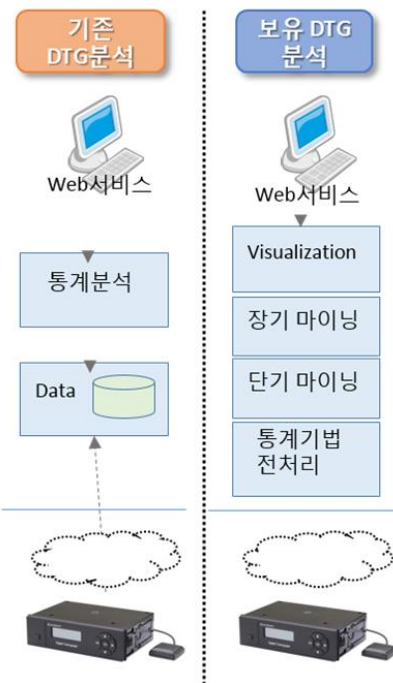 기존
DTG분석
Web서비스
통계분석
Data
보유 DTG
분석
Web서비스
Visualization
장기 마이닝
단기 마이닝
통계기법
전처리